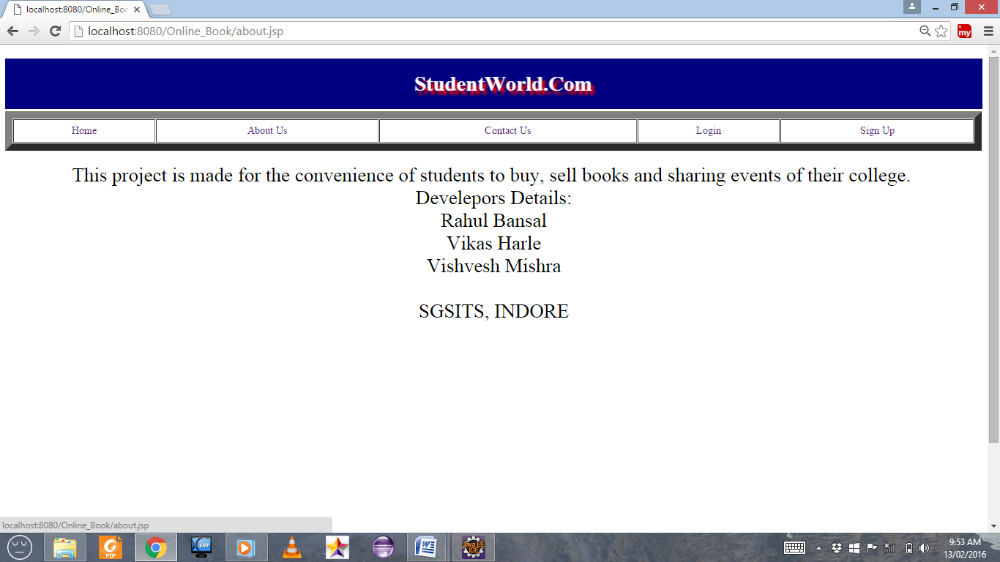 localhost:8080/Online_Boc
localhost:8080/Online_Book/about.jsp
my
StudentWorld.Com
Home About Us Contact Us Login Sign Up
This project is made for the convenience of students to buy, sell books and sharing events of their college.
Develepors Details:
Rahul Bansal
Vikas Harle
Vishvesh Mishra
SGSITS, INDORE
localhost:8080/Online_Book/about.jsp
PDF
KMP
W
Java EE
IDE
9:53 AM
13/02/2016